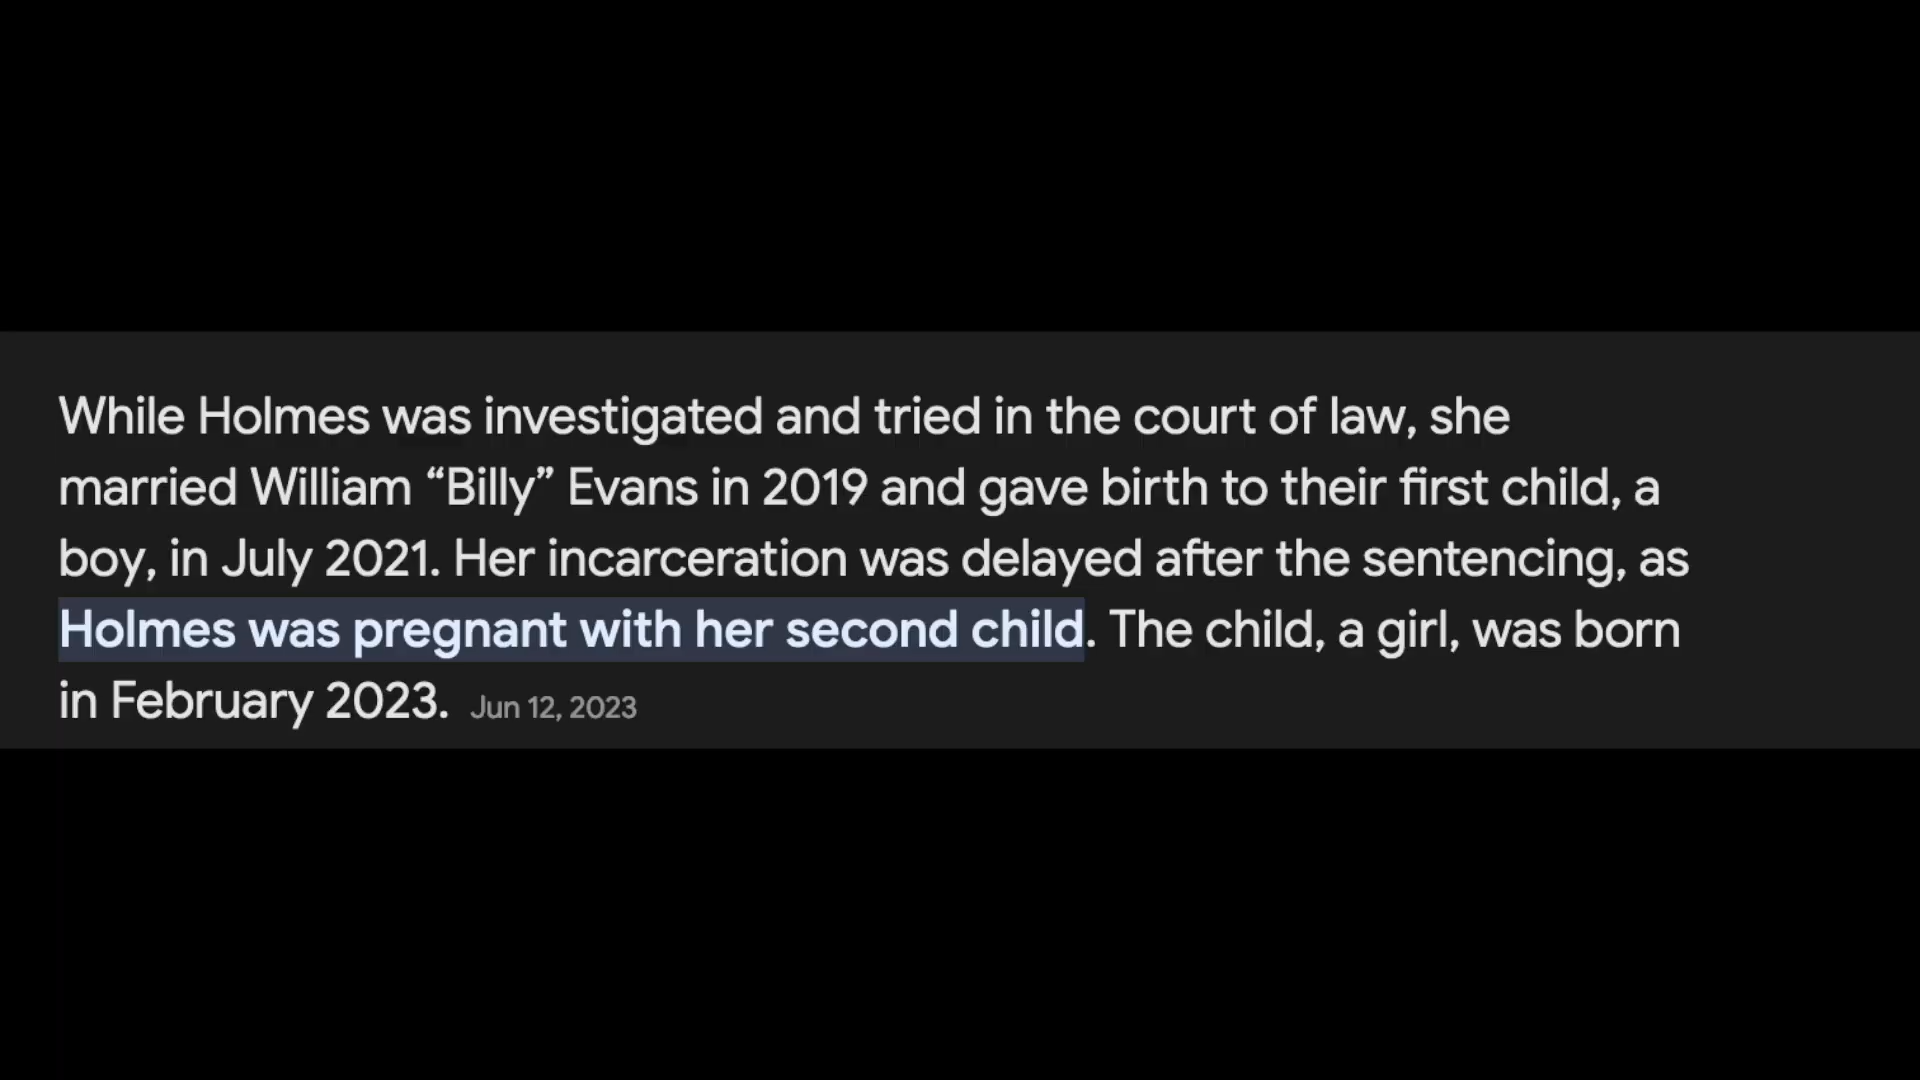 While Holmes was investigated and tried in the court of law, she
married William “Billy” Evans in 2019 and gave birth to their first child, a
boy, in July 2021. Her incarceration was delayed after the sentencing, as
Holmes was pregnant with her second child. The child, a girl, was born
in February 2023. Jun 12, 2023